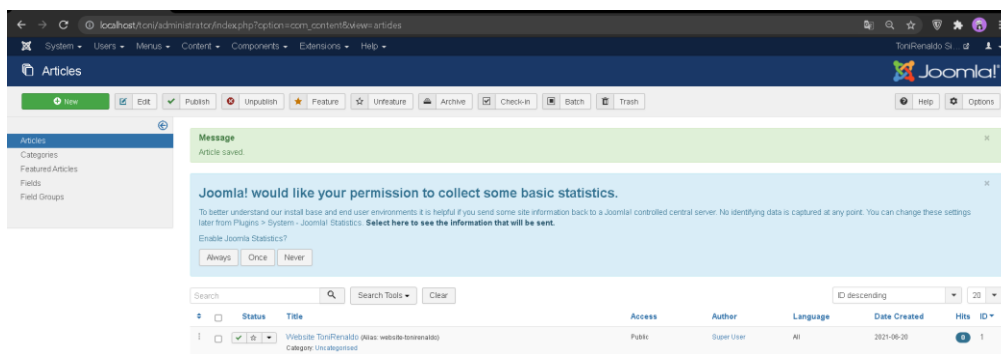 localhost/toni/administrator/index.php?option=com_content&view=articles
System Users Menus Content Components Extensions Help ToniRenaldo Si...
Articles Joomla!
New Edit Publish Unpublish Feature Unfeature Archive Check-in Batch Trash Help Options
Articles
Categories
Featured Articles
Fields
Field Groups
Message
Article saved.
Joomla! would like your permission to collect some basic statistics.
To better understand our install base and end user environments it is helpful if you send some site information back to a Joomla! controlled central server. No identifying data is captured at any point. You can change these settings
later from Plugins > System - Joomla! Statistics. Select here to see the information that will be sent.
Enable Joomla Statistics?
Always Once Never
Search Search Tools Clear ID descending 20
Status Title Access Author Language Date Created Hits ID
Website ToniRenaldo (Alias: website-tonirenaldo) Public Super User All 2021-06-20 0 1
Category: Uncategorised